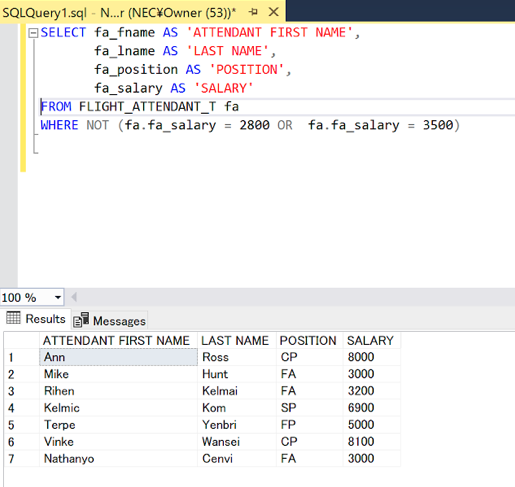 SQLQuery1.sql - N...r (NEC¥Owner (53))*
SELECT fa_fname AS 'ATTENDANT FIRST NAME',
fa_lname AS 'LAST NAME',
fa_position AS 'POSITION',
fa_salary AS 'SALARY'
FROM FLIGHT_ATTENDANT_T fa
WHERE NOT (fa.fa_salary = 2800 OR fa.fa_salary = 3500)
100 %
Results Messages
ATTENDANT FIRST NAME LAST NAME POSITION SALARY
1 Ann Ross CP 8000
2 Mike Hunt FA 3000
3 Rihen Kelmai FA 3200
4 Kelmic Kom SP 6900
5 Terpe Yenbri FP 5000
6 Vinke Wansei CP 8100
7 Nathanyo Cenvi FA 3000